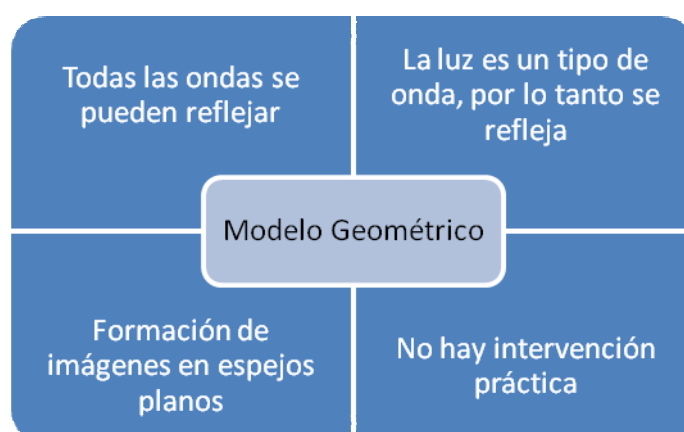 Todas las ondas se
pueden reflejar
La luz es un tipo de
onda, por lo tanto se
refleja
Modelo Geométrico
Formación de
imágenes en espejos
planos
No hay intervención
práctica